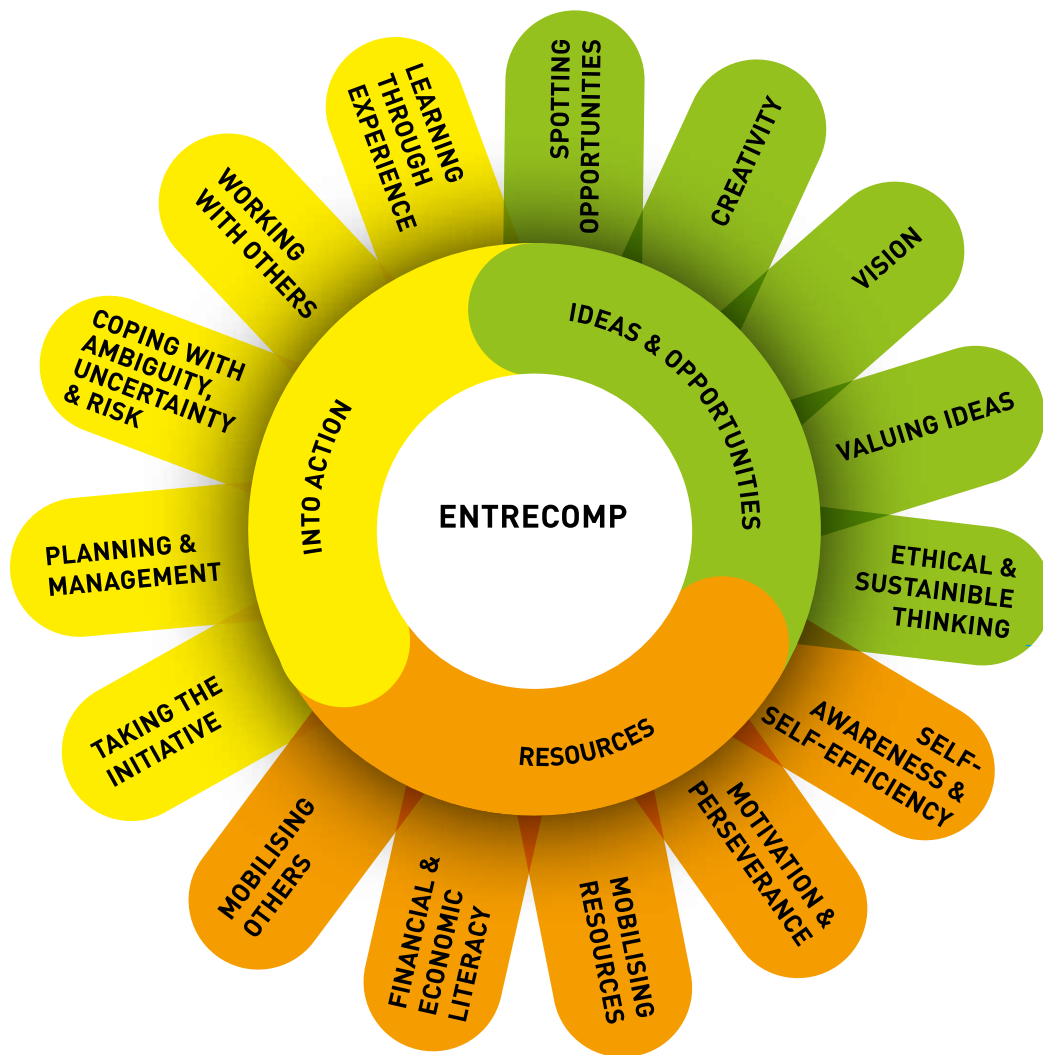 ENTRECOMP
IDEAS & OPPORTUNITIES
SPOTTING
OPPORTUNITIES
CREATIVITY
VISION
VALUING IDEAS
ETHICAL &
SUSTAINIBLE
THINKING
RESOURCES
SELF-
AWARENESS &
SELF-EFFICIENCY
MOTIVATION &
PERSEVERANCE
MOBILISING
RESOURCES
FINANCIAL &
ECONOMIC
LITERACY
MOBILISING
OTHERS
INTO ACTION
TAKING THE
INITIATIVE
PLANNING &
MANAGEMENT
COPING WITH
AMBIGUITY,
UNCERTAINTY
& RISK
WORKING
WITH OTHERS
LEARNING
THROUGH
EXPERIENCE